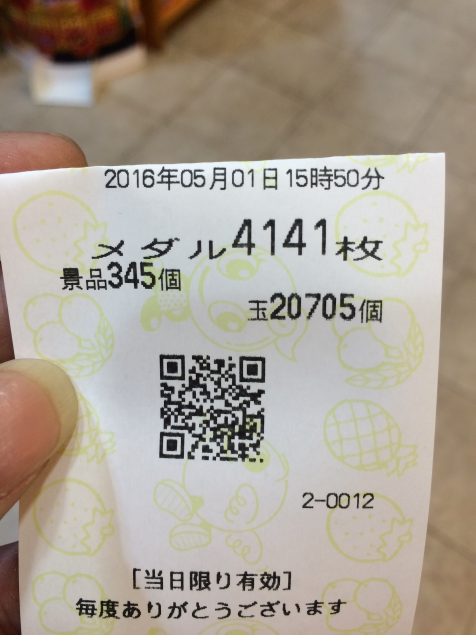 2016年05月01日15時50分
メダル4141枚
景品345個
玉20705個
2-0012
[当日限り有効]
毎度ありがとうございます